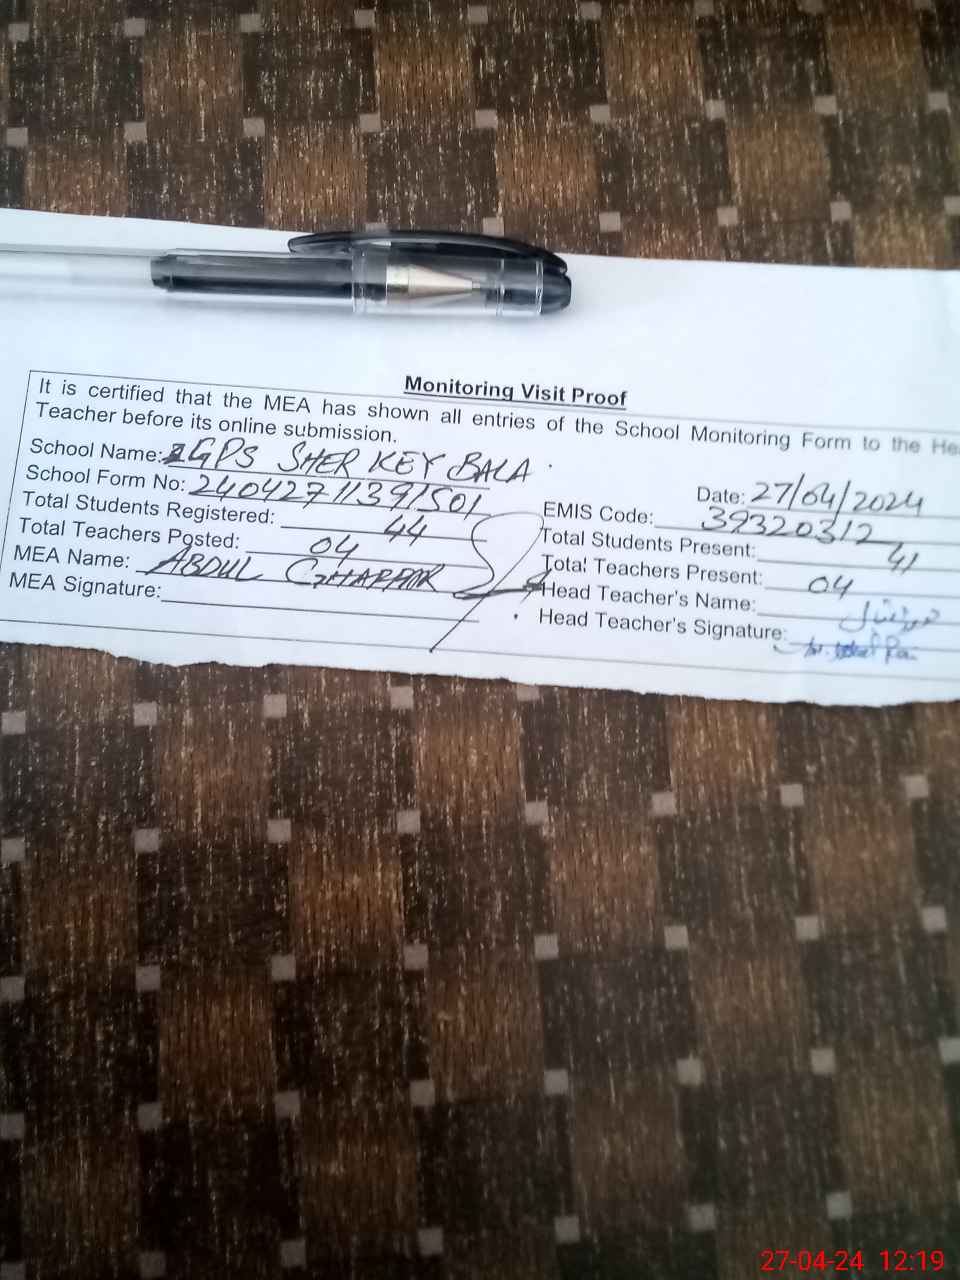 Monitoring Visit Proof
It is certified that the MEA has shown all entries of the School Monitoring Form to the Hea
Teacher before its online submission.
School Name: GPS SHER KEY BALA
Date: 27/04/2024
School Form No: 24042711391501
EMIS Code: 39320312
Total Students Registered: 44
Total Students Present: 41
Total Teachers Posted: 04
Total Teachers Present: 04
MEA Name: ABDUL GHAFFAR
Head Teacher's Name:
MEA Signature:
Head Teacher's Signature:
27-04-24 12:19